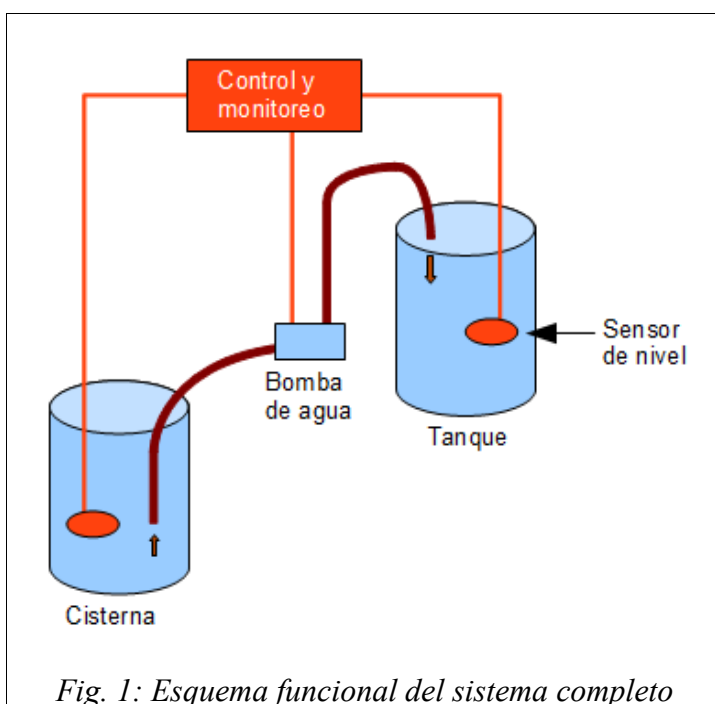 Control y
monitoreo
Sensor
de nivel
Bomba
de agua
Tanque
Cisterna
Fig. 1: Esquema funcional del sistema completo